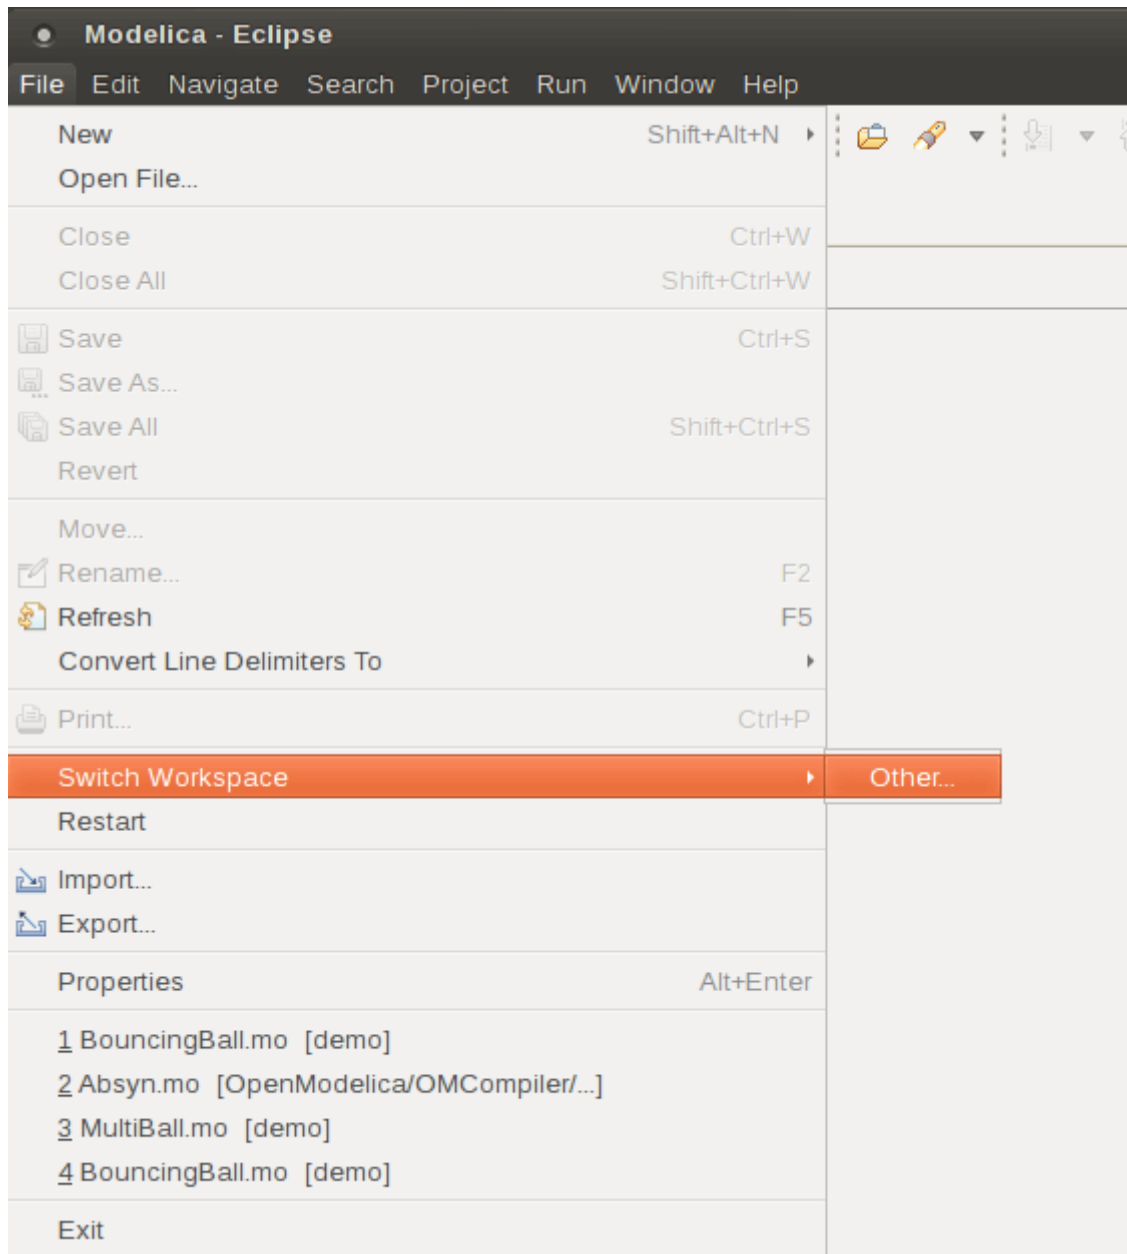 Modelica - Eclipse
File Edit Navigate Search Project Run Window Help
New Shift+Alt+N
Open File...
Close Ctrl+W
Close All Shift+Ctrl+W
Save Ctrl+S
Save As...
Save All Shift+Ctrl+S
Revert
Move...
Rename... F2
Refresh F5
Convert Line Delimiters To
Print... Ctrl+P
Switch Workspace Other...
Restart
Import...
Export...
Properties Alt+Enter
1 BouncingBall.mo [demo]
2 Absyn.mo [OpenModelica/OMCompiler/...]
3 MultiBall.mo [demo]
4 BouncingBall.mo [demo]
Exit